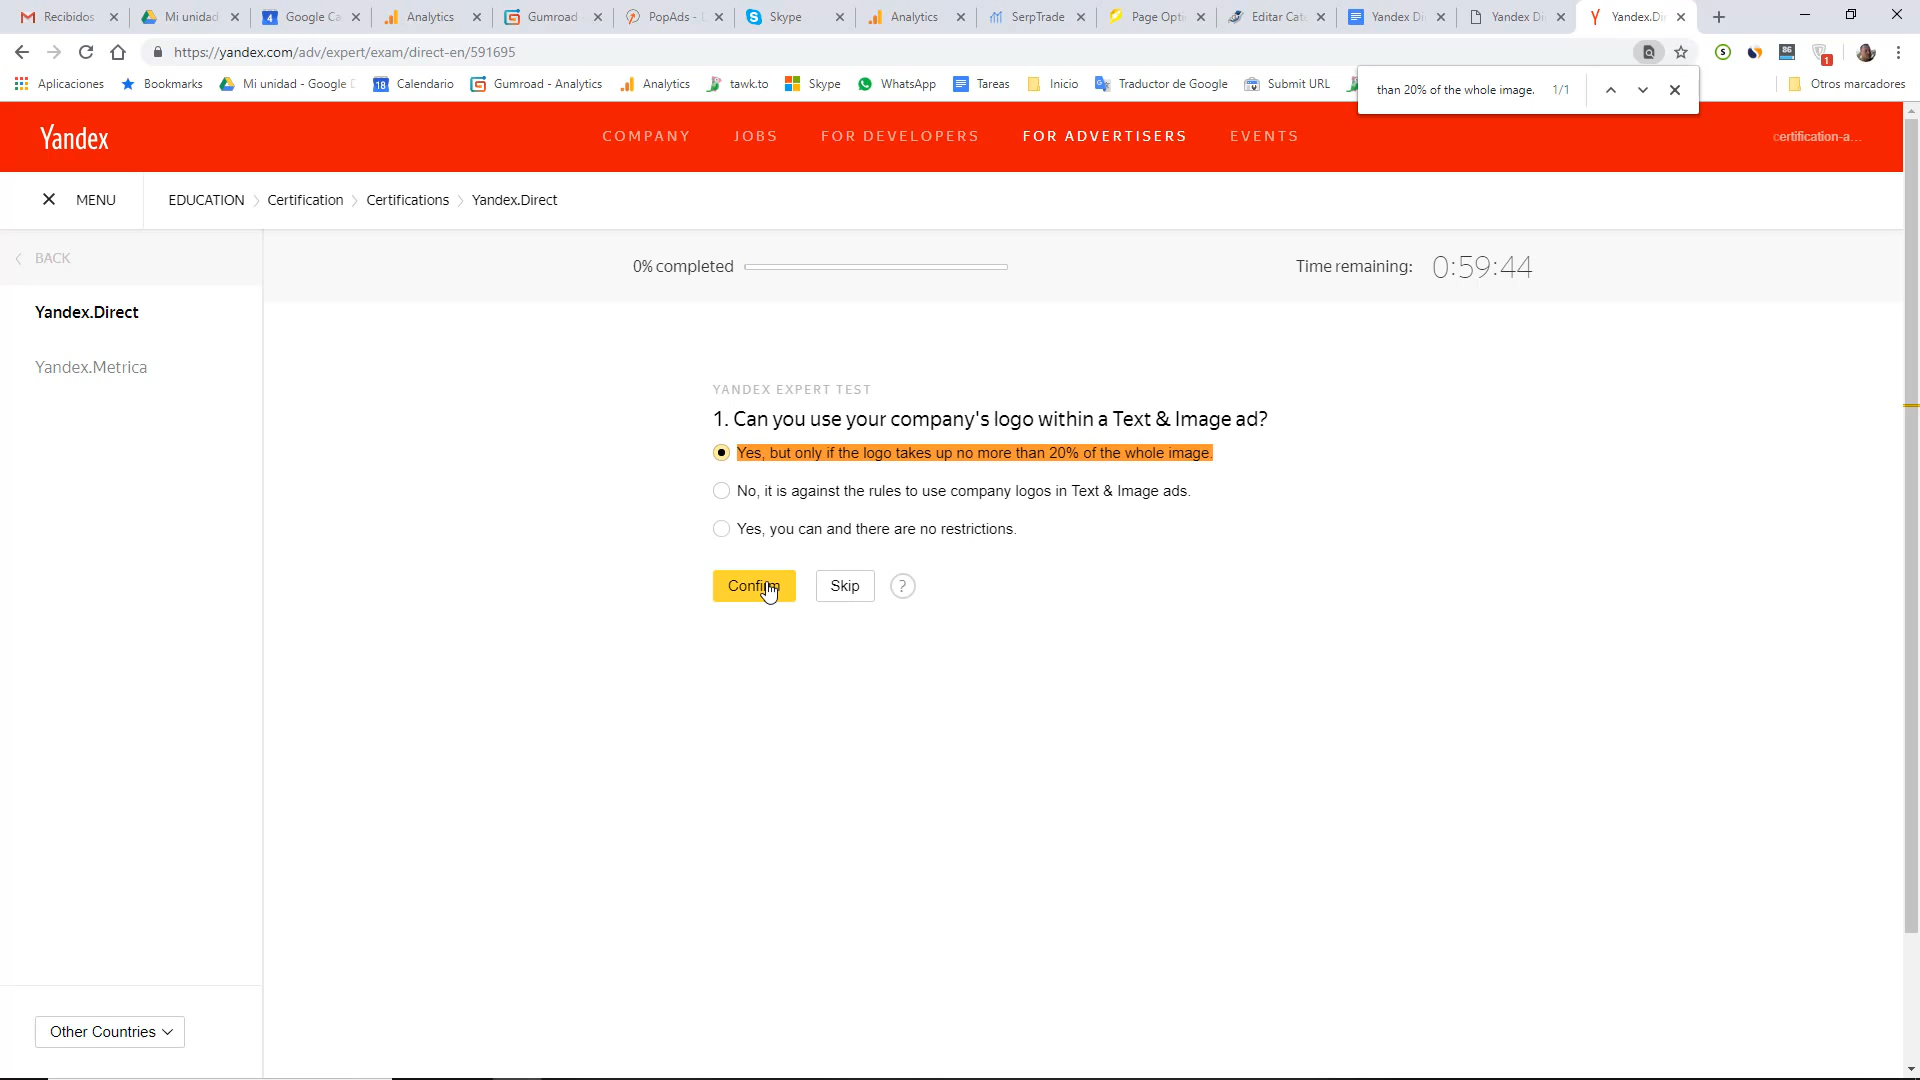 Recibidos
Mi unidad
Google Ca
Analytics
Gumroad
PopAds -
Skype
Analytics
SerpTrade
Page Opti
Editar Cat
Yandex Di
Yandex Di
Yandex.Di
https://yandex.com/adv/expert/exam/direct-en/591695
86
1
Aplicaciones
Bookmarks
Mi unidad - Google
18
Calendario
Gumroad - Analytics
Analytics
tawk.to
Skype
WhatsApp
Tareas
Inicio
Traductor de Google
Submit URL
than 20% of the whole image.
1/1
Otros marcadores
Yandex
COMPANY
JOBS
FOR DEVELOPERS
FOR ADVERTISERS
EVENTS
certification-a...
MENU
EDUCATION
Certification
Certifications
Yandex.Direct
BACK
0% completed
Time remaining: 0:59:44
Yandex.Direct
Yandex.Metrica
YANDEX EXPERT TEST
1. Can you use your company's logo within a Text & Image ad?
Yes, but only if the logo takes up no more than 20% of the whole image.
No, it is against the rules to use company logos in Text & Image ads.
Yes, you can and there are no restrictions.
Confirm
Skip
?
Other Countries